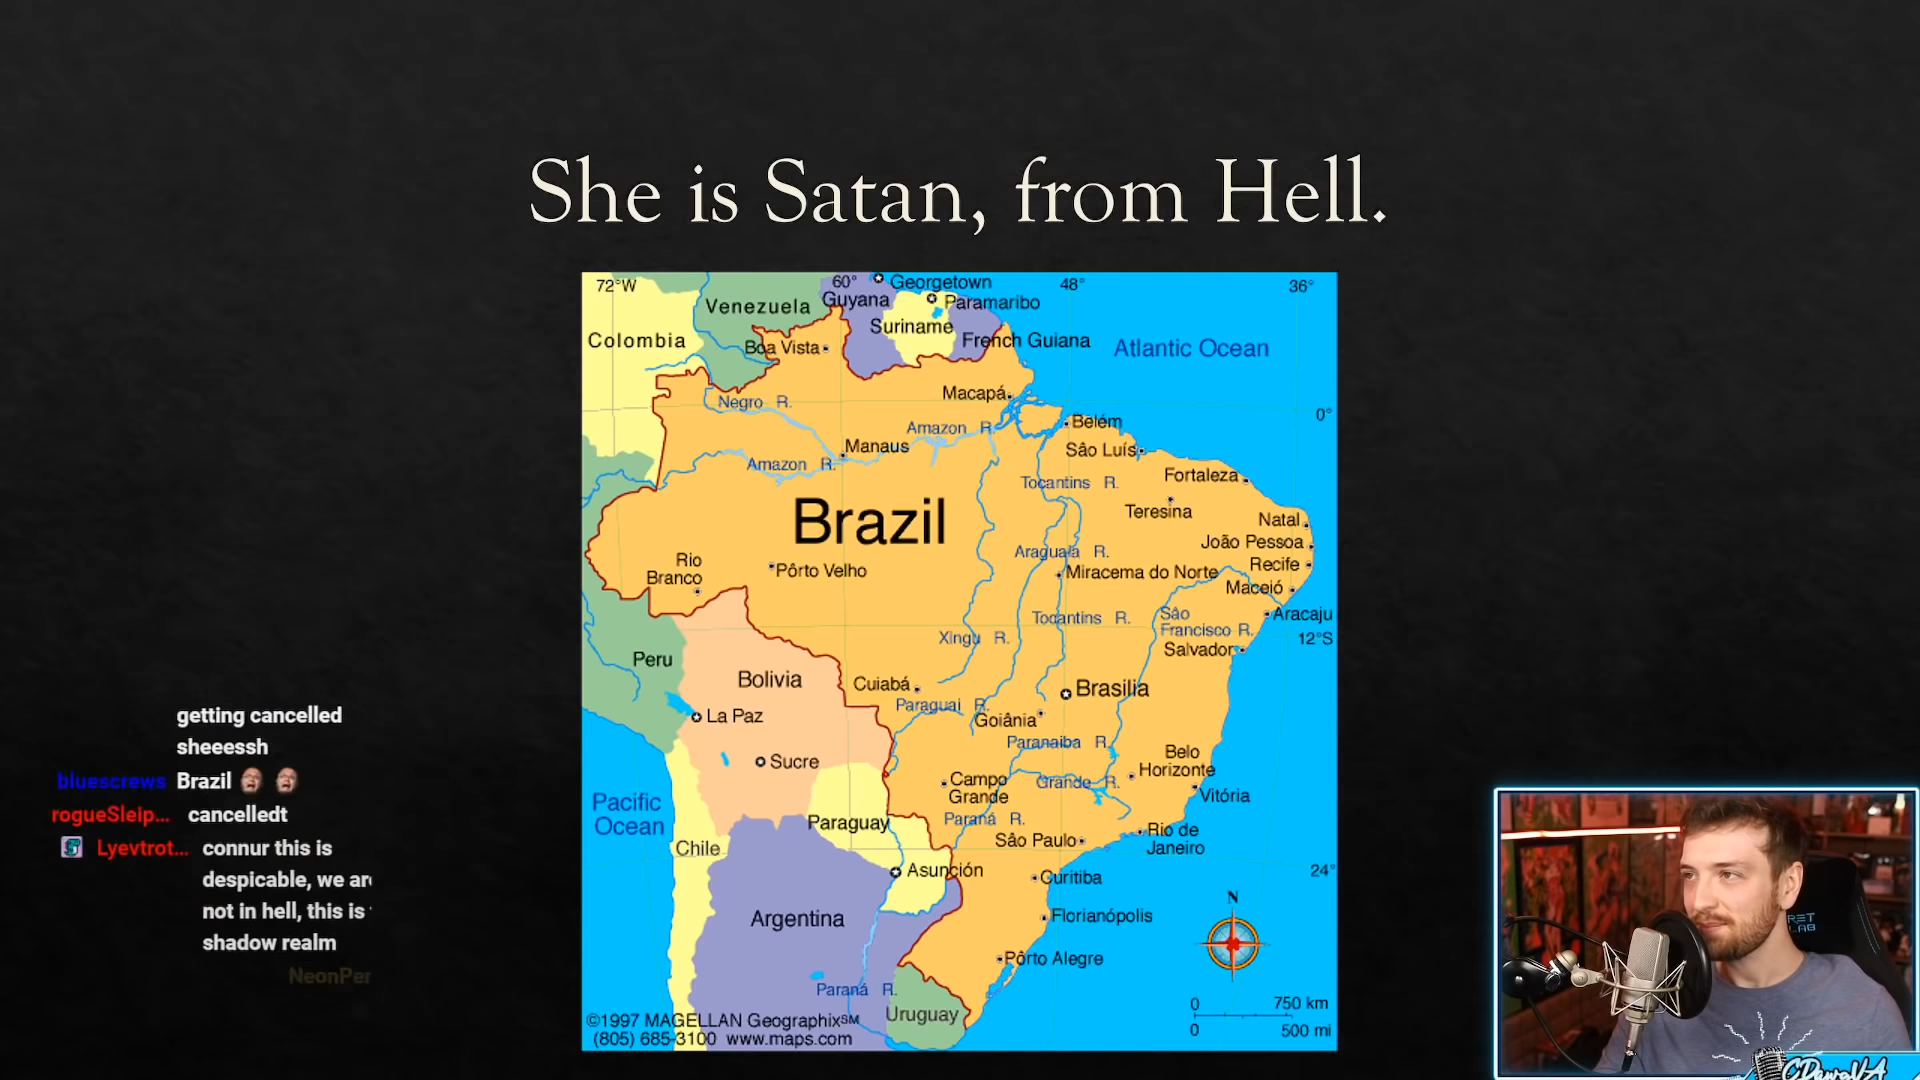 She is Satan, from Hell.
72°W
60°
Georgetown
48°
36°
Venezuela
Guyana
Paramaribo
Suriname
Colombia
French Guiana
Boa Vista
Atlantic Ocean
Macapá
Negro R.
0°
Belém
Amazon R.
Manaus
São Luís
Amazon R.
Fortaleza
Tocantins R.
Teresina
Brazil
Natal
João Pessoa
Araguaia R.
Rio
Branco
Pôrto Velho
Miracema do Norte
Recife
Maceió
Tocantins R.
São
Francisco R.
Aracaju
12°S
Xingu R.
Salvador
Peru
Bolivia
Cuiabá
Brasilia
Paraguai R.
La Paz
Goiânia
Paranaiba R.
Sucre
Belo
Horizonte
Campo
Grande
Grande R.
Vitória
Pacific
Ocean
Paraguay
Paraná R.
São Paulo
Rio de
Janeiro
Chile
Asunción
24°
Curitiba
N
Argentina
Florianópolis
Pôrto Alegre
Paraná R.
0 750 km
0 500 mi
Uruguay
©1997 MAGELLAN Geographix℠
(805) 685-3100 www.maps.com
getting cancelled
sheeessh
bluescrews Brazil
rogueSleip... cancelledt
Lyevtrot... connur this is
despicable, we are
not in hell, this is
shadow realm
NeonPer
RET
LAB
CDawgVA